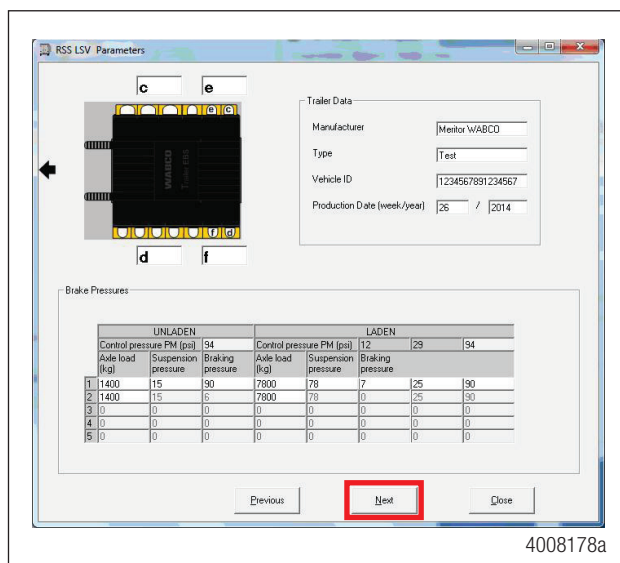 RSS LSV Parameters
c e
e c
WABCO
Trailer EBS
f d
d f
Trailer Data
Manufacturer Meritor WABCO
Type Test
Vehicle ID 1234567891234567
Production Date (week/year) 26 / 2014
Brake Pressures
UNLADEN LADEN
Control pressure PM (psi) 94 Control pressure PM (psi) 12 29 94
Axle load (kg) Suspension pressure Braking pressure Axle load (kg) Suspension pressure Braking pressure
1 1400 15 90 7800 78 7 25 90
2 1400 15 6 7800 78 0 25 90
3 0 0 0 0 0 0 0 0
4 0 0 0 0 0 0 0 0
5 0 0 0 0 0 0 0 0
Previous Next Close
4008178a